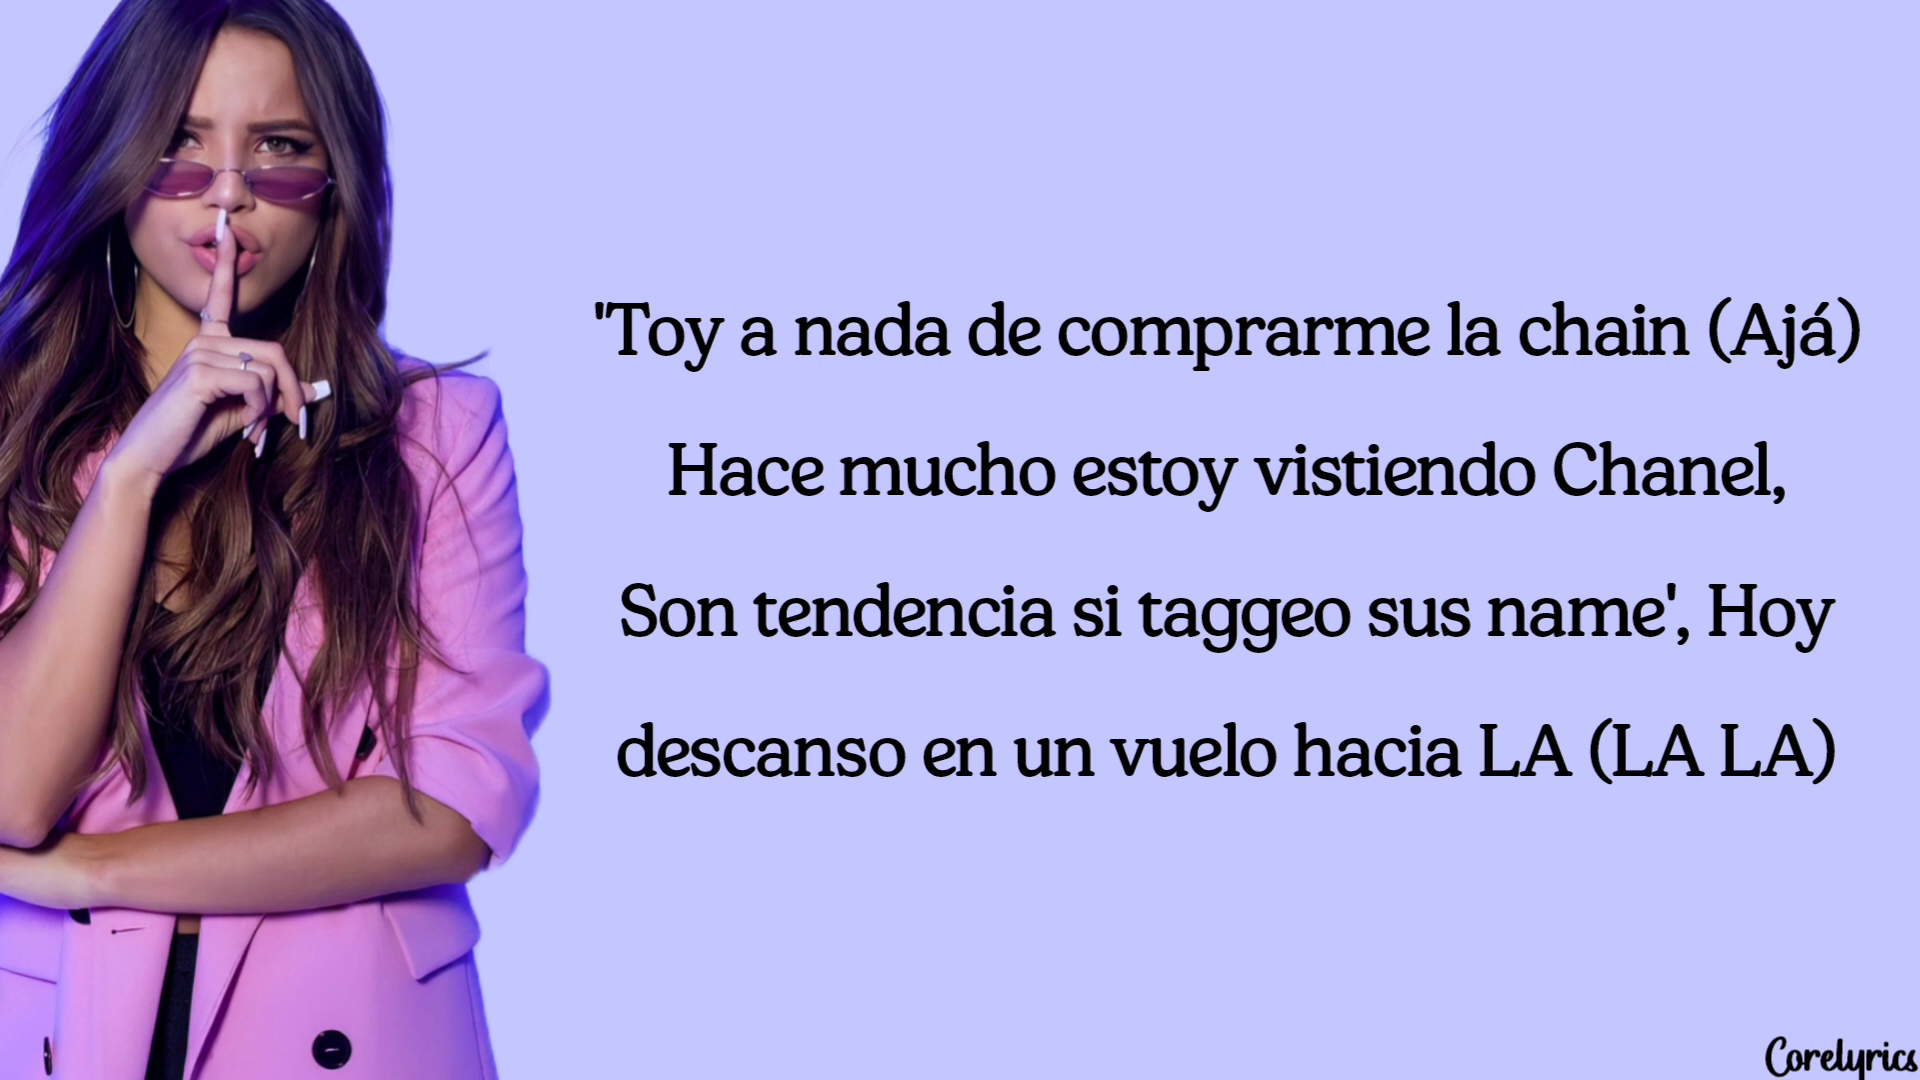 'Toy a nada de comprarme la chain (Ajá)
Hace mucho estoy vistiendo Chanel,
Son tendencia si taggeo sus name', Hoy
descanso en un vuelo hacia LA (LA LA)
Corelyrics